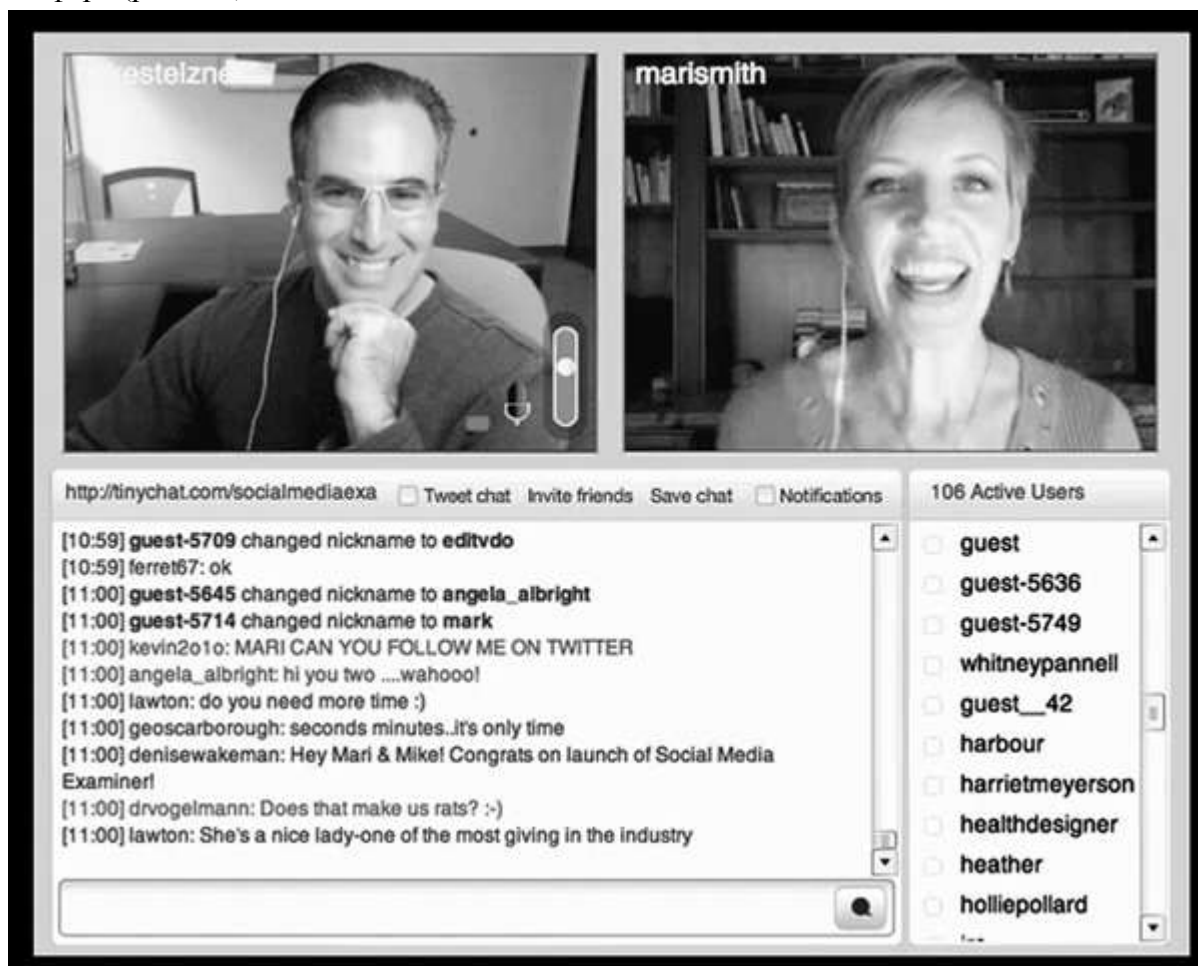 marismith
http://tinychat.com/socialmediaexa Tweet chat Invite friends Save chat Notifications
[10:59] guest-5709 changed nickname to editvdo
[10:59] ferret67: ok
[11:00] guest-5645 changed nickname to angela_albright
[11:00] guest-5714 changed nickname to mark
[11:00] kevin2o1o: MARI CAN YOU FOLLOW ME ON TWITTER
[11:00] angela_albright: hi you two ....wahooo!
[11:00] lawton: do you need more time :)
[11:00] geoscarborough: seconds minutes..it's only time
[11:00] denisewakeman: Hey Mari & Mike! Congrats on launch of Social Media
Examiner!
[11:00] drvogelmann: Does that make us rats? :-)
[11:00] lawton: She's a nice lady-one of the most giving in the industry
106 Active Users
guest
guest-5636
guest-5749
whitneypannell
guest__42
harbour
harrietmeyerson
healthdesigner
heather
holliepollard